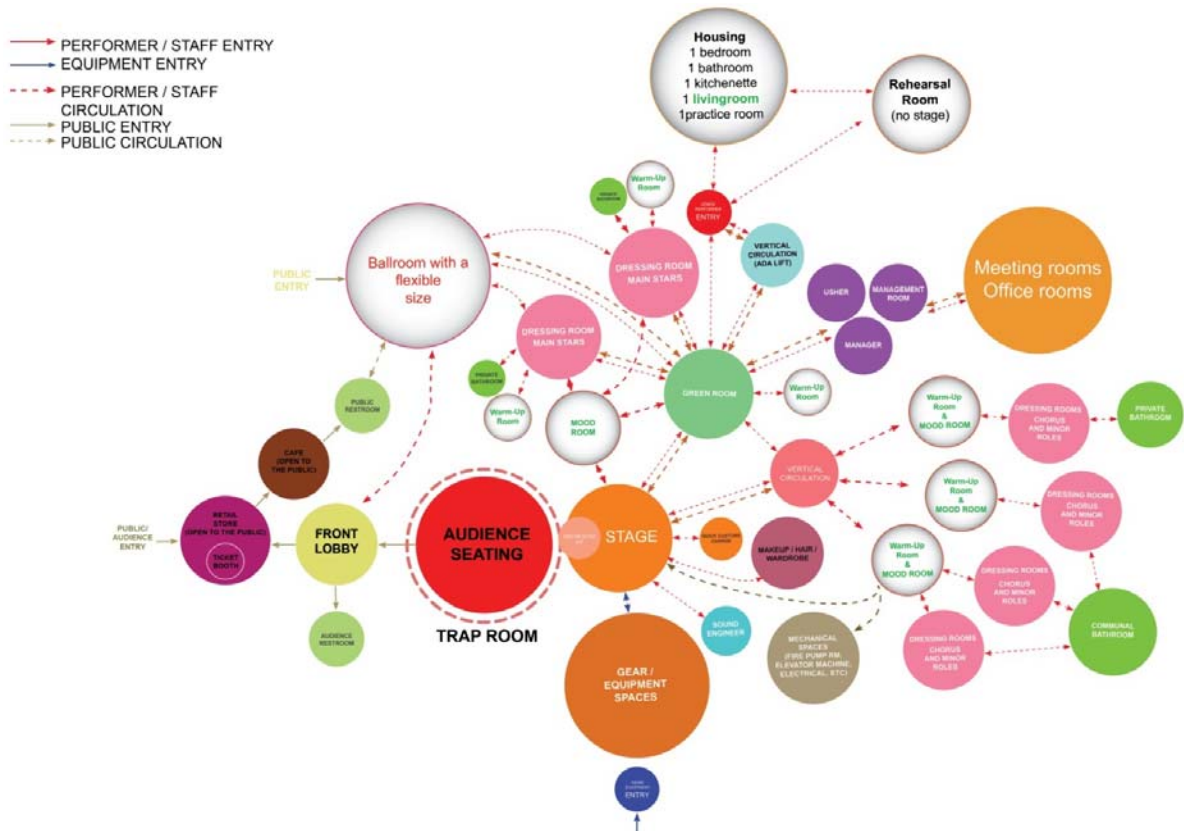 PERFORMER / STAFF ENTRY
EQUIPMENT ENTRY
PERFORMER / STAFF
CIRCULATION
PUBLIC ENTRY
PUBLIC CIRCULATION
Housing
1 bedroom
1 bathroom
1 kitchenette
1 livingroom
1practice room
Rehearsal
Room
(no stage)
Warm-Up
Room
ENTRY
VERTICAL
CIRCULATION
(ADA LIFT)
Ballroom with a
flexible
size
PUBLIC
ENTRY
DRESSING ROOM
MAIN STARS
Meeting rooms
Office rooms
USHER
MANAGEMENT
ROOM
MANAGER
DRESSING ROOM
MAIN STARS
PRIVATE
BATHROOM
Warm-Up
Room
MOOD
ROOM
GREEN ROOM
Warm-Up
Room
PUBLIC
RESTROOM
CAFE
(OPEN TO
THE PUBLIC)
Warm-Up
Room
&
MOOD ROOM
DRESSING ROOMS
CHORUS
AND MINOR
ROLES
PRIVATE
BATHROOM
VERTICAL
CIRCULATION
Warm-Up
Room
&
MOOD ROOM
DRESSING ROOMS
CHORUS
AND MINOR
ROLES
PUBLIC/
AUDIENCE
ENTRY
RETAIL
STORE
(OPEN TO THE PUBLIC)
TICKET
BOOTH
FRONT
LOBBY
AUDIENCE
SEATING
STAGE
MAKEUP / HAIR /
WARDROBE
Warm-Up
Room
&
MOOD ROOM
DRESSING ROOMS
CHORUS
AND MINOR
ROLES
AUDIENCE
RESTROOM
TRAP ROOM
SOUND
ENGINEER
MECHANICAL
SPACES
(FIRE PUMP RM,
ELEVATOR MACHINE,
ELECTRICAL, ETC)
DRESSING ROOMS
CHORUS
AND MINOR
ROLES
COMMUNAL
BATHROOM
GEAR /
EQUIPMENT
SPACES
ENTRY